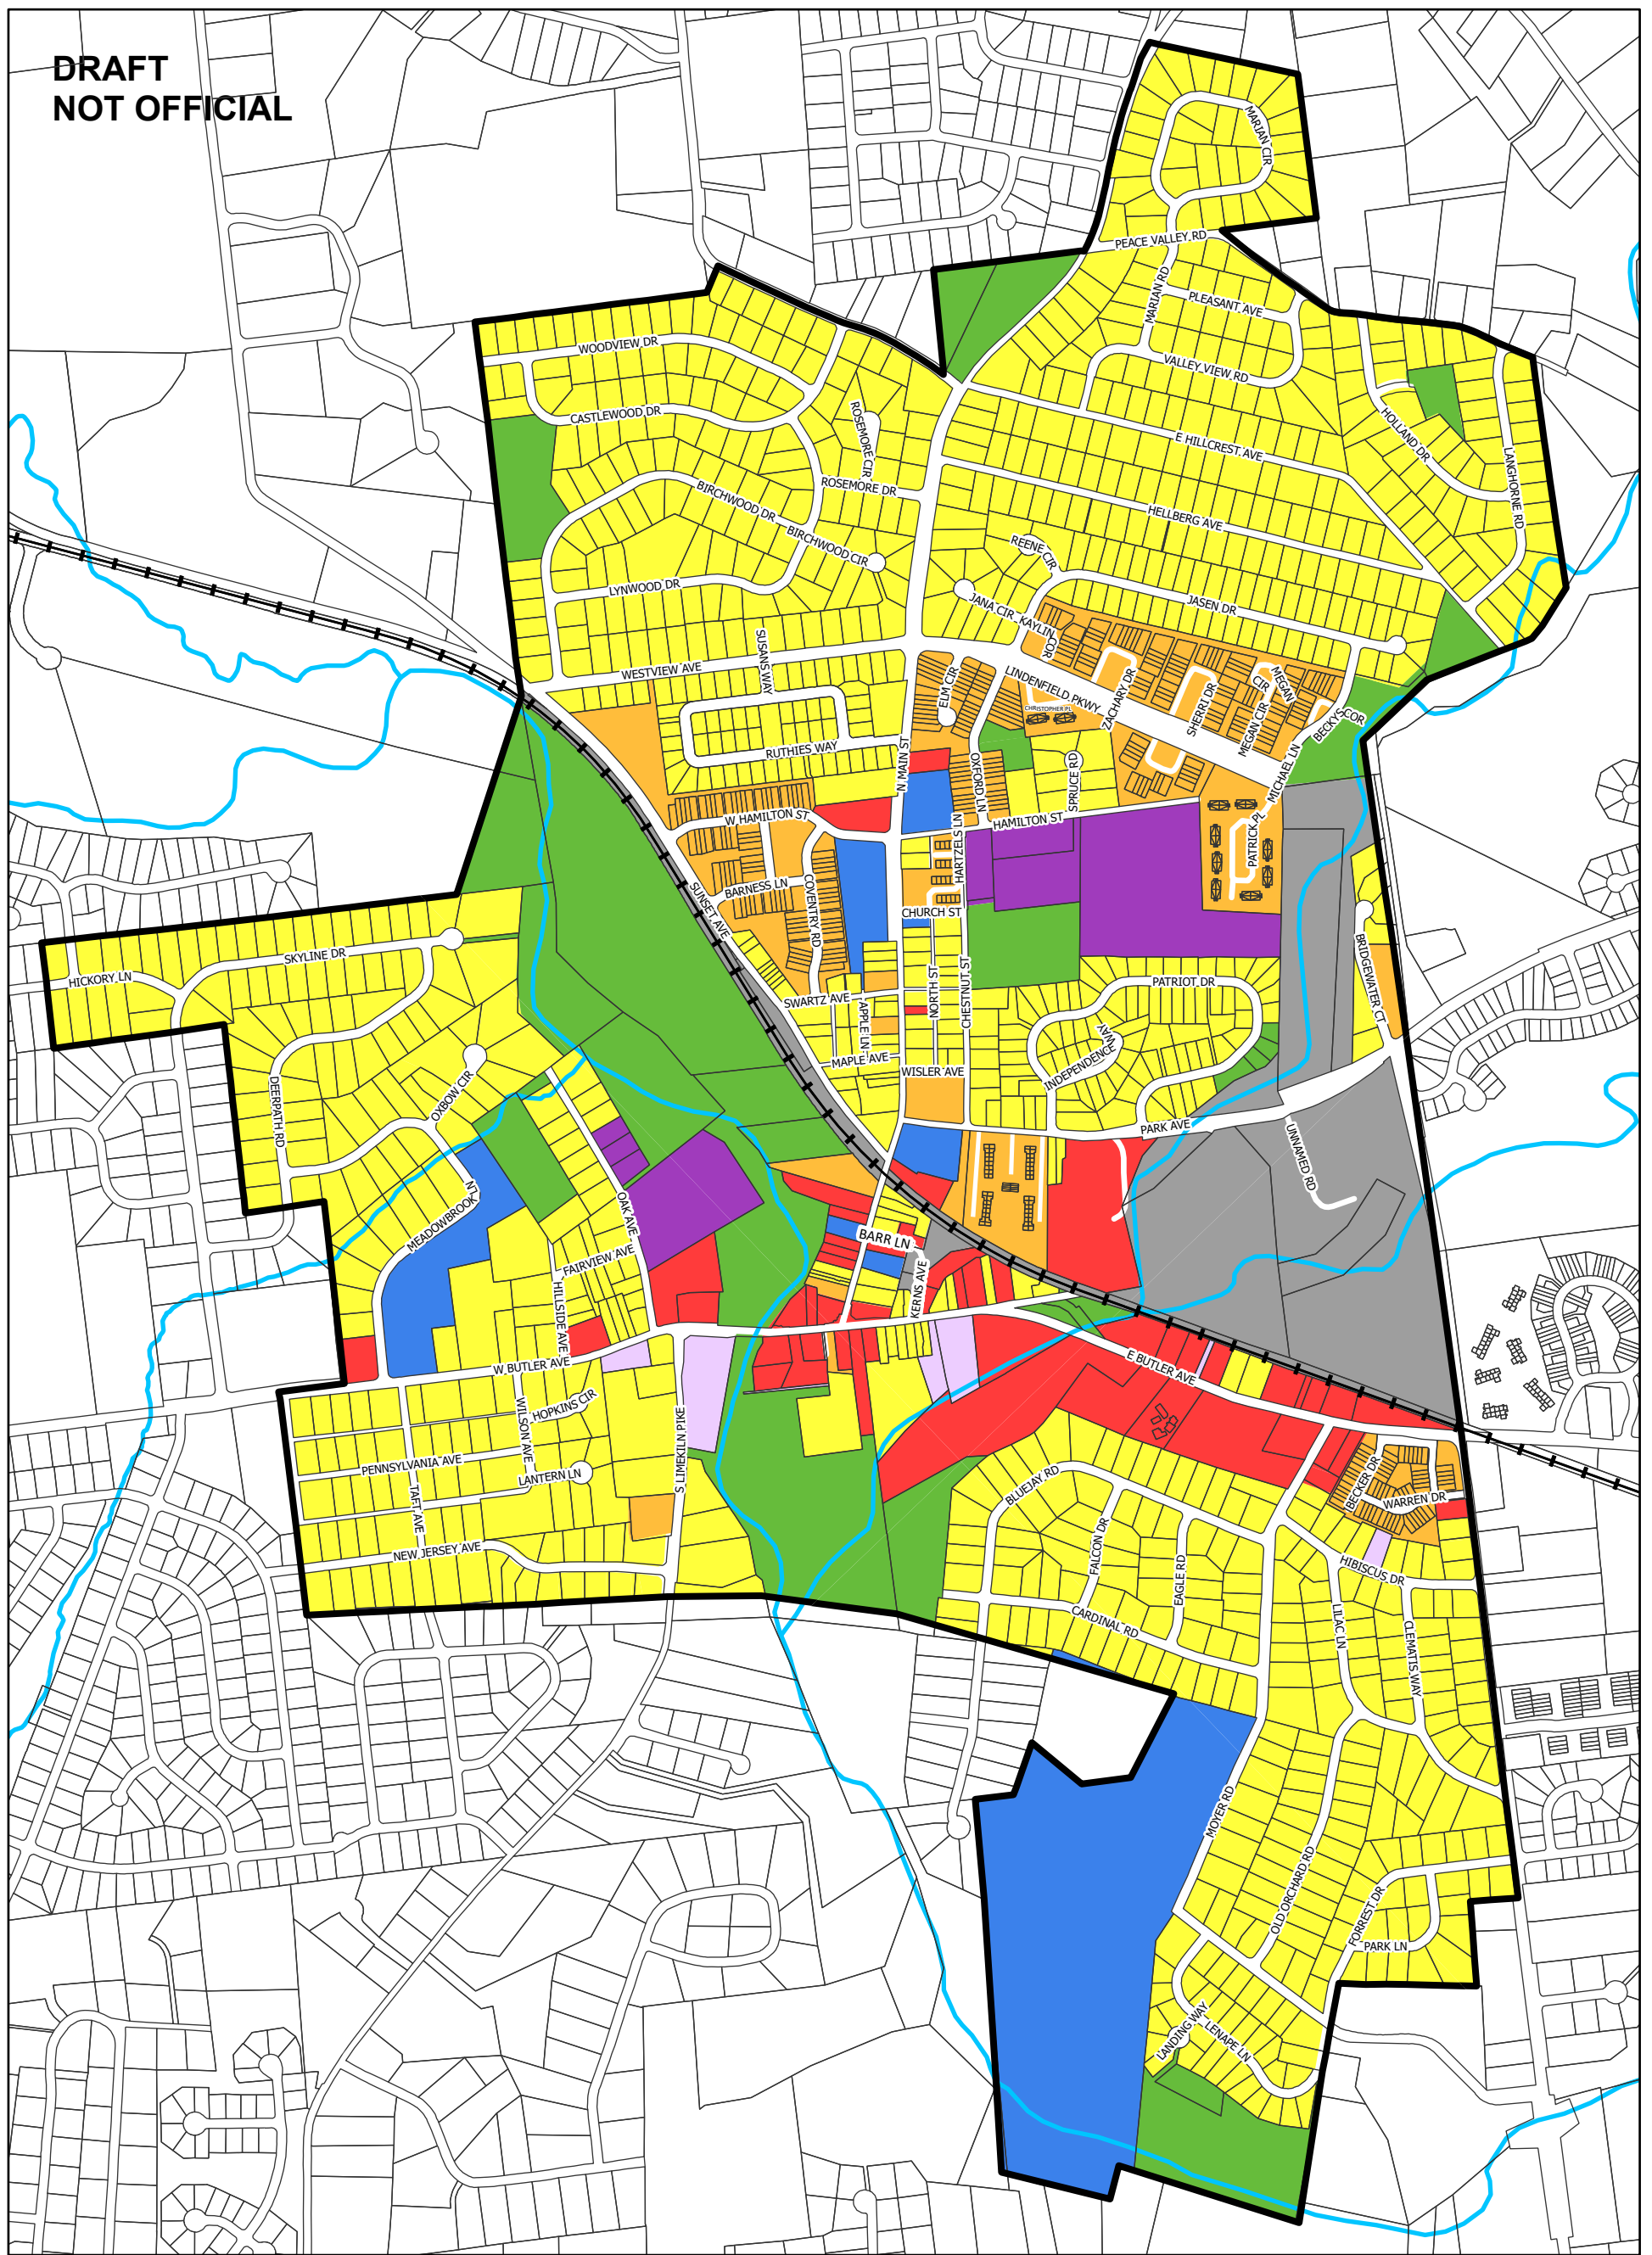 DRAFT
NOT OFFICIAL
MARIAN CIR
PEACE VALLEY RD
MARIAN RD
PLEASANT AVE
VALLEY VIEW RD
WOODVIEW DR
CASTLEWOOD DR
ROSEMORE CIR
ROSEMORE DR
E HILLCREST AVE
HOLLAND DR
LANGHORNE RD
BIRCHWOOD DR
BIRCHWOOD CIR
HELLBERG AVE
REENE CIR
LYNWOOD DR
JANA CIR
KAYLIN
COR
JASEN DR
SUSANS WAY
WESTVIEW AVE
ELM CIR
LINDENFIELD PKWY
CHRISTOPHER PL
ZACHARY DR
SHERRI DR
MEGAN
CIR
MEGAN CIR
BECKYS COR
RUTHIES WAY
N MAIN ST
OXFORD LN
SPRUCE RD
MICHAEL LN
W HAMILTON ST
HAMILTON ST
HARTZELS LN
PATRICK PL
BARNESS LN
COVENTRY RD
SUNSET AVE
CHURCH ST
SKYLINE DR
HICKORY LN
BRIDGEWATER CT
SWARTZ AVE
APPLE LN
NORTH ST
CHESTNUT ST
PATRIOT DR
INDEPENDENCE
WAY
MAPLE AVE
WISLER AVE
DEERPATH RD
OXBOW CIR
PARK AVE
UNNAMED RD
MEADOWBROOK
LN
OAK AVE
FAIRVIEW AVE
BARR LN
KERNS AVE
HILLSIDE AVE
W BUTLER AVE
E BUTLER AVE
WILSON AVE
HOPKINS CIR
S LIMEKILN PIKE
PENNSYLVANIA AVE
LANTERN LN
TAFT AVE
NEW JERSEY AVE
BLUEJAY RD
BECKER DR
WARREN DR
FALCON DR
EAGLE RD
HIBISCUS DR
CARDINAL RD
LILAC LN
CLEMATIS WAY
MOYER RD
OLD ORCHARD RD
FORREST DR
PARK LN
LANDING WAY
LENAPE LN